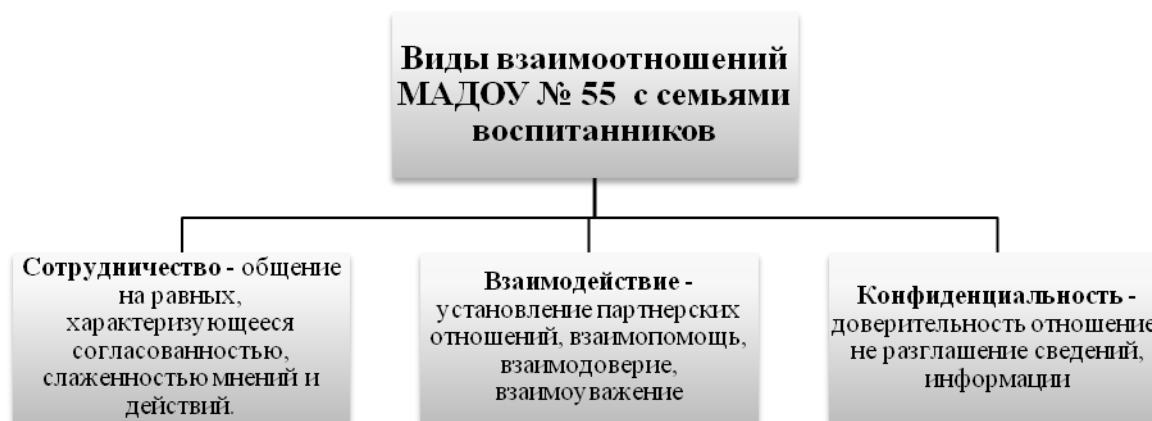 Виды взаимоотношений
МАДОУ № 55 с семьями
воспитанников
Сотрудничество - общение
на равных,
характеризующееся
согласованностью,
слаженностью мнений и
действий.
Взаимодействие -
установление партнерских
отношений, взаимопомощь,
взаимодоверие,
взаимоуважение
Конфиденциальность -
доверительность отношение
не разглашение сведений,
информации